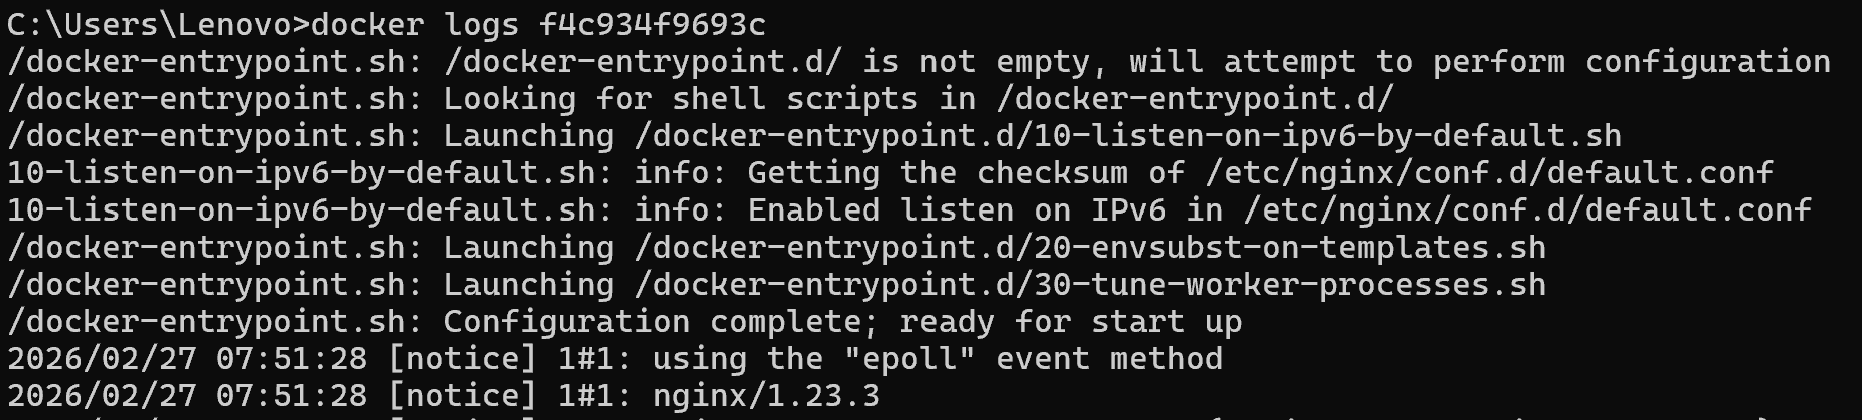 C:\Users\Lenovo>docker logs f4c934f9693c
/docker-entrypoint.sh: /docker-entrypoint.d/ is not empty, will attempt to perform configuration
/docker-entrypoint.sh: Looking for shell scripts in /docker-entrypoint.d/
/docker-entrypoint.sh: Launching /docker-entrypoint.d/10-listen-on-ipv6-by-default.sh
10-listen-on-ipv6-by-default.sh: info: Getting the checksum of /etc/nginx/conf.d/default.conf
10-listen-on-ipv6-by-default.sh: info: Enabled listen on IPv6 in /etc/nginx/conf.d/default.conf
/docker-entrypoint.sh: Launching /docker-entrypoint.d/20-envsubst-on-templates.sh
/docker-entrypoint.sh: Launching /docker-entrypoint.d/30-tune-worker-processes.sh
/docker-entrypoint.sh: Configuration complete; ready for start up
2026/02/27 07:51:28 [notice] 1#1: using the "epoll" event method
2026/02/27 07:51:28 [notice] 1#1: nginx/1.23.3